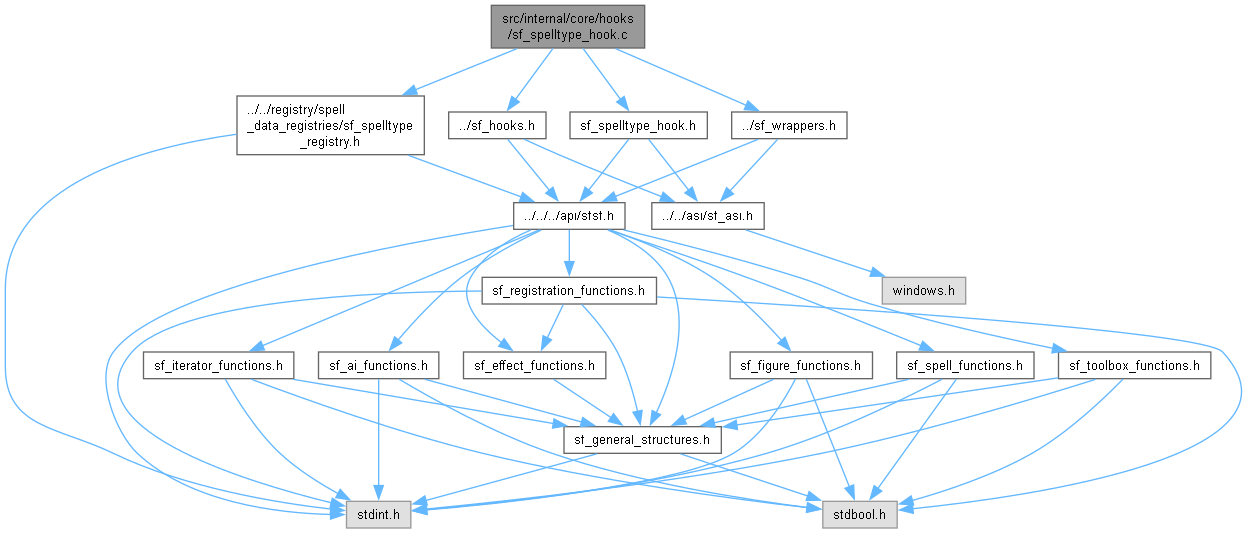 src/internal/core/hooks
/sf_spelltype_hook.c
../../registry/spell
_data_registries/sf_spelltype
_registry.h
../sf_hooks.h
sf_spelltype_hook.h
../sf_wrappers.h
../../../api/sfsf.h
../../asi/sf_asi.h
sf_registration_functions.h
windows.h
sf_iterator_functions.h
sf_ai_functions.h
sf_effect_functions.h
sf_figure_functions.h
sf_spell_functions.h
sf_toolbox_functions.h
sf_general_structures.h
stdint.h
stdbool.h